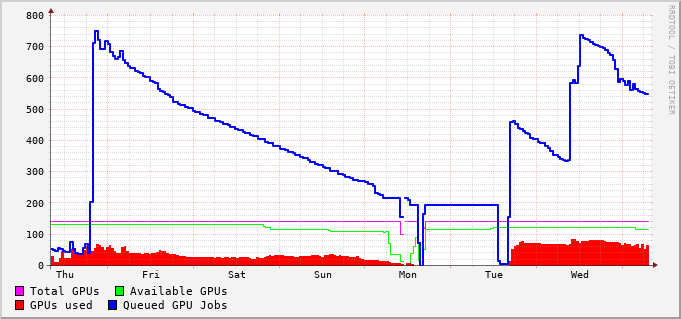 800
700
600
500
400
300
200
100
0
Thu Fri Sat Sun Mon Tue Wed
Total GPUs Available GPUs
GPUs used Queued GPU Jobs
RRDTOOL / TOBI OETIKER